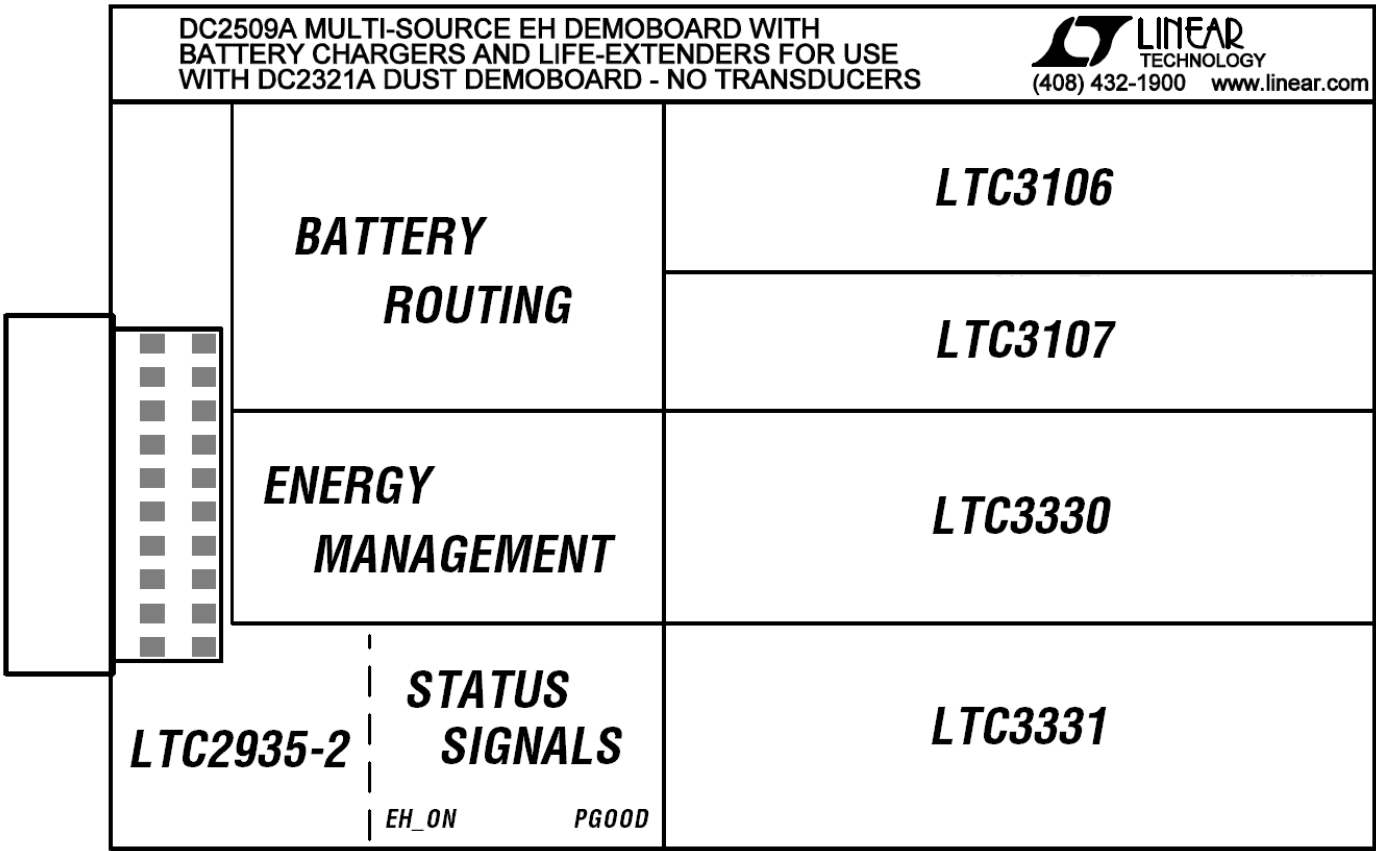 DC2509A MULTI-SOURCE EH DEMOBOARD WITH
BATTERY CHARGERS AND LIFE-EXTENDERS FOR USE
WITH DC2321A DUST DEMOBOARD - NO TRANSDUCERS
LINEAR
TECHNOLOGY
(408) 432-1900 www.linear.com
BATTERY
ROUTING
LTC3106
LTC3107
ENERGY
MANAGEMENT
LTC3330
LTC2935-2
STATUS
SIGNALS
EH_ON PGOOD
LTC3331